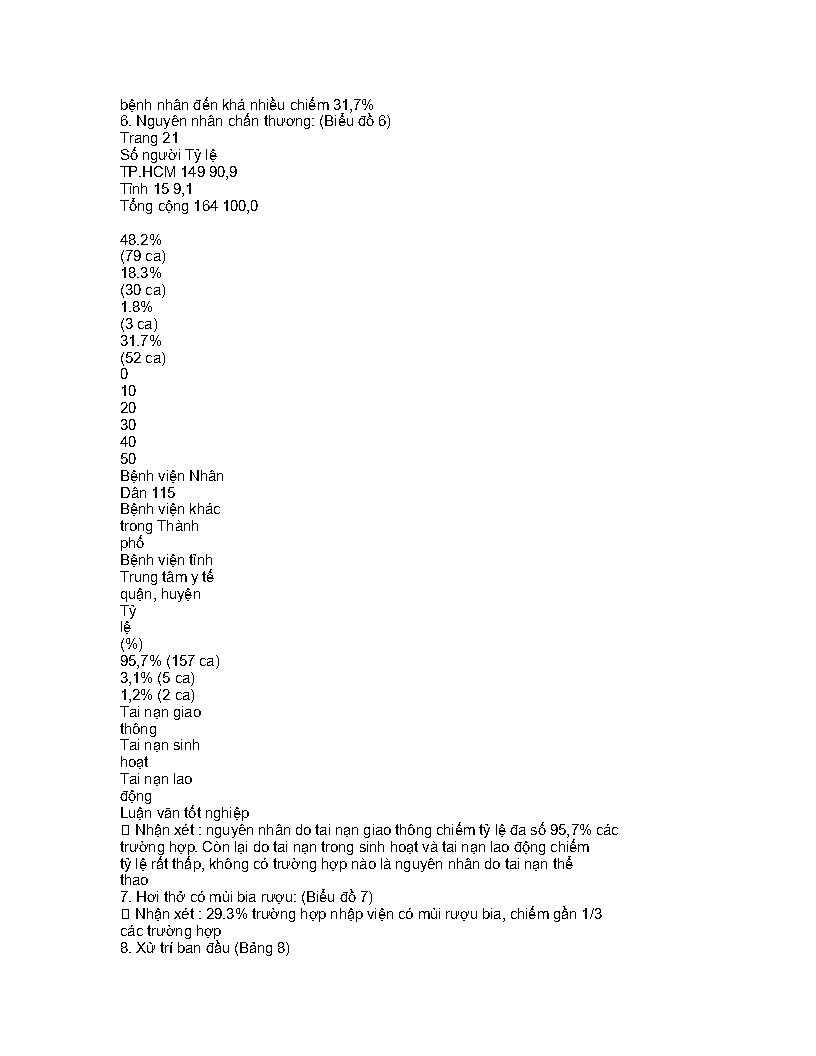 bệnh nhân đến khá nhiều chiếm 31,7%
6. Nguyên nhân chấn thương: (Biểu đồ 6)
Trang 21
Số người Tỷ lệ
TP.HCM 149 90,9
Tỉnh 15 9,1
Tổng cộng 164 100,0
48.2%
(79 ca)
18.3%
(30 ca)
1.8%
(3 ca)
31.7%
(52 ca)
0
10
20
30
40
50
Bệnh viện Nhân
Dân 115
Bệnh viện khác
trong Thành
phố
Bệnh viện tỉnh
Trung tâm y tế
quận, huyện
Tỷ
lệ
(%)
95,7% (157 ca)
3,1% (5 ca)
1,2% (2 ca)
Tai nạn giao
thông
Tai nạn sinh
hoạt
Tai nạn lao
động
Luận văn tốt nghiệp
 Nhận xét : nguyên nhân do tai nạn giao thông chiếm tỷ lệ đa số 95,7% các
trường hợp. Còn lại do tai nạn trong sinh hoạt và tai nạn lao động chiếm
tỷ lệ rất thấp, không có trường hợp nào là nguyên nhân do tai nạn thể
thao
7. Hơi thở có mùi bia rượu: (Biểu đồ 7)
 Nhận xét : 29.3% trường hợp nhập viện có mùi rượu bia, chiếm gần 1/3
các trường hợp
8. Xử trí ban đầu (Bảng 8)